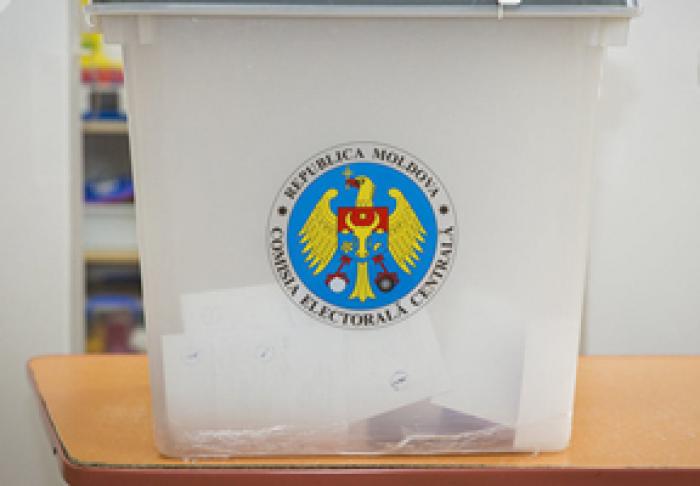 REPUBLICA MOLDOVA
COMISIA ELECTORALĂ CENTRALĂ